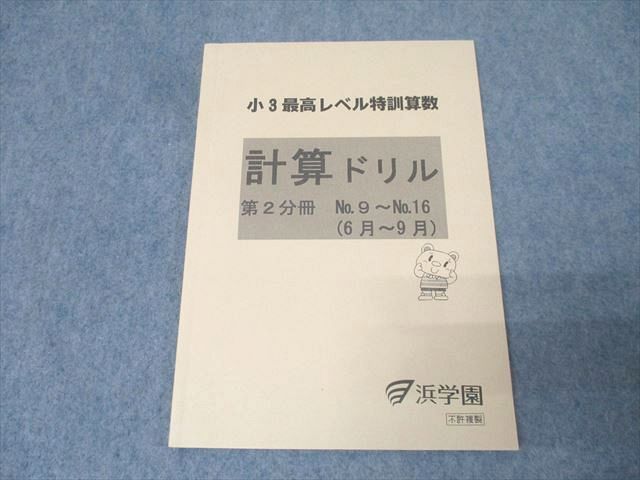 小3最高レベル特訓算数
計算ドリル
第2分冊 No.9～No.16
(6月～9月)
浜学園
不許複製